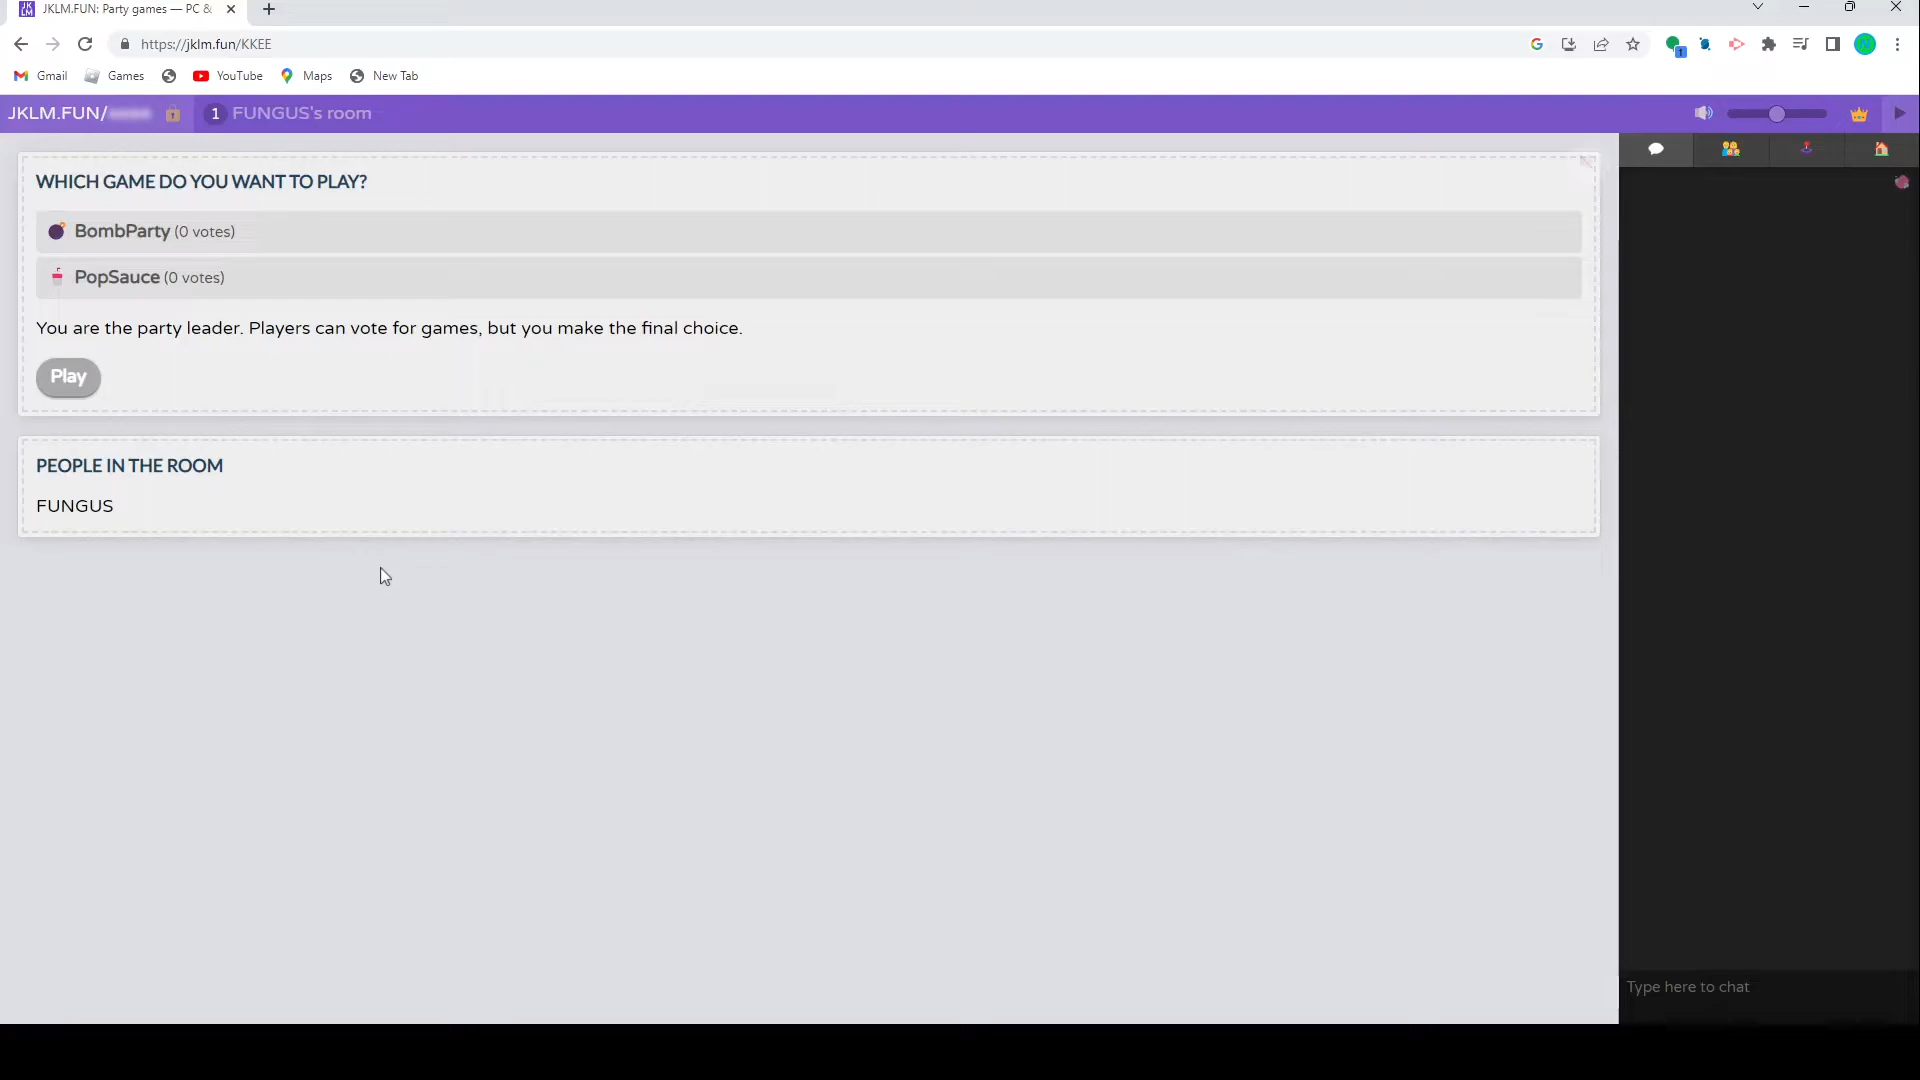 JKLM.FUN: Party games — PC &
https://jklm.fun/KKEE
1
Gmail
Games
YouTube
Maps
New Tab
JKLM.FUN/
1 FUNGUS's room
WHICH GAME DO YOU WANT TO PLAY?
BombParty (0 votes)
PopSauce (0 votes)
You are the party leader. Players can vote for games, but you make the final choice.
Play
PEOPLE IN THE ROOM
FUNGUS
Type here to chat